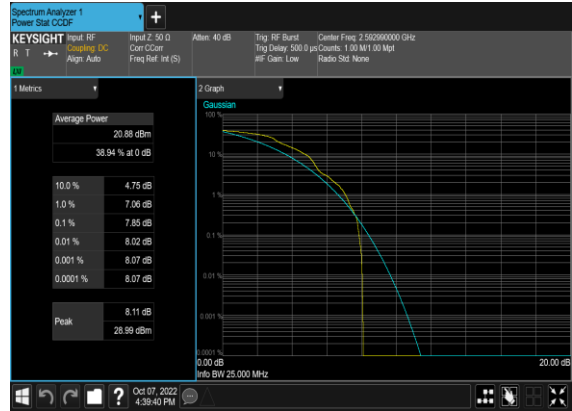 Spectrum Analyzer 1
Power Stat CCDF
KEYSIGHT Input: RF Input Z: 50 Ω Atten: 40 dB Trig: RF Burst Center Freq: 2.592990000 GHz
R T Coupling: DC Corr CCorr Trig Delay: 500.0 µs Counts: 1.00 M/1.00 Mpt
Align: Auto Freq Ref: Int (S) #IF Gain: Low Radio Std: None
1 Metrics
Average Power
20.88 dBm
38.94 % at 0 dB
10.0 % 4.75 dB
1.0 % 7.06 dB
0.1 % 7.85 dB
0.01 % 8.02 dB
0.001 % 8.07 dB
0.0001 % 8.07 dB
Peak
8.11 dB
28.99 dBm
2 Graph
Gaussian
100 %
10 %
1 %
0.1 %
0.01 %
0.001 %
0.0001 %
0.00 dB 20.00 dB
Info BW 25.000 MHz
Oct 07, 2022
4:39:40 PM